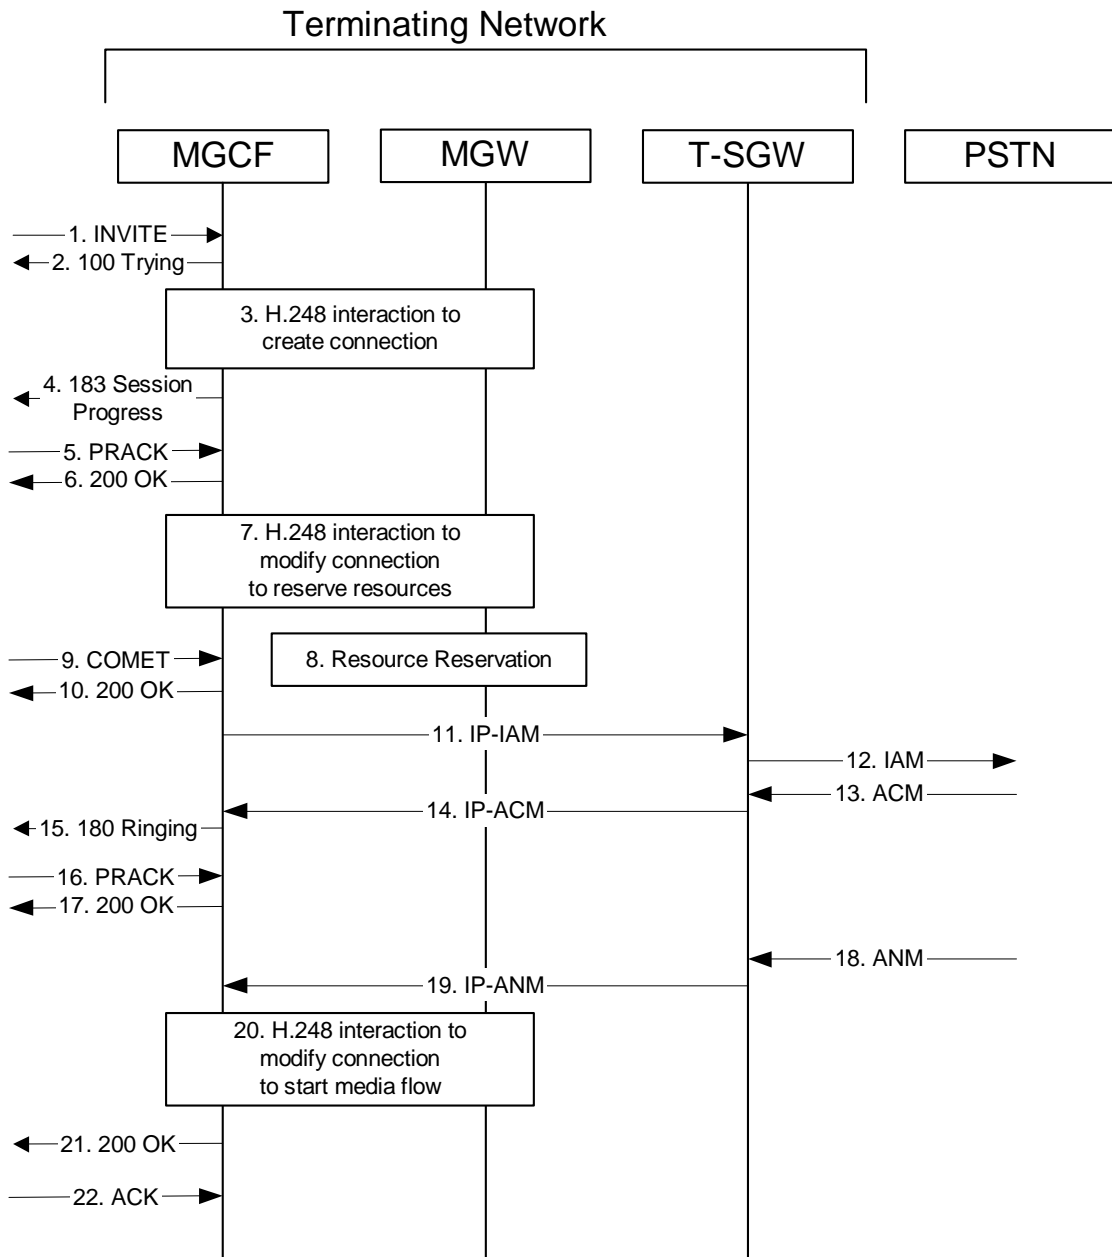 Terminating Network
MGCF
MGW
T-SGW
PSTN
1. INVITE
2. 100 Trying
3. H.248 interaction to
create connection
4. 183 Session
Progress
5. PRACK
6. 200 OK
7. H.248 interaction to
modify connection
to reserve resources
8. Resource Reservation
9. COMET
10. 200 OK
11. IP-IAM
12. IAM
13. ACM
14. IP-ACM
15. 180 Ringing
16. PRACK
17. 200 OK
18. ANM
19. IP-ANM
20. H.248 interaction to
modify connection
to start media flow
21. 200 OK
22. ACK